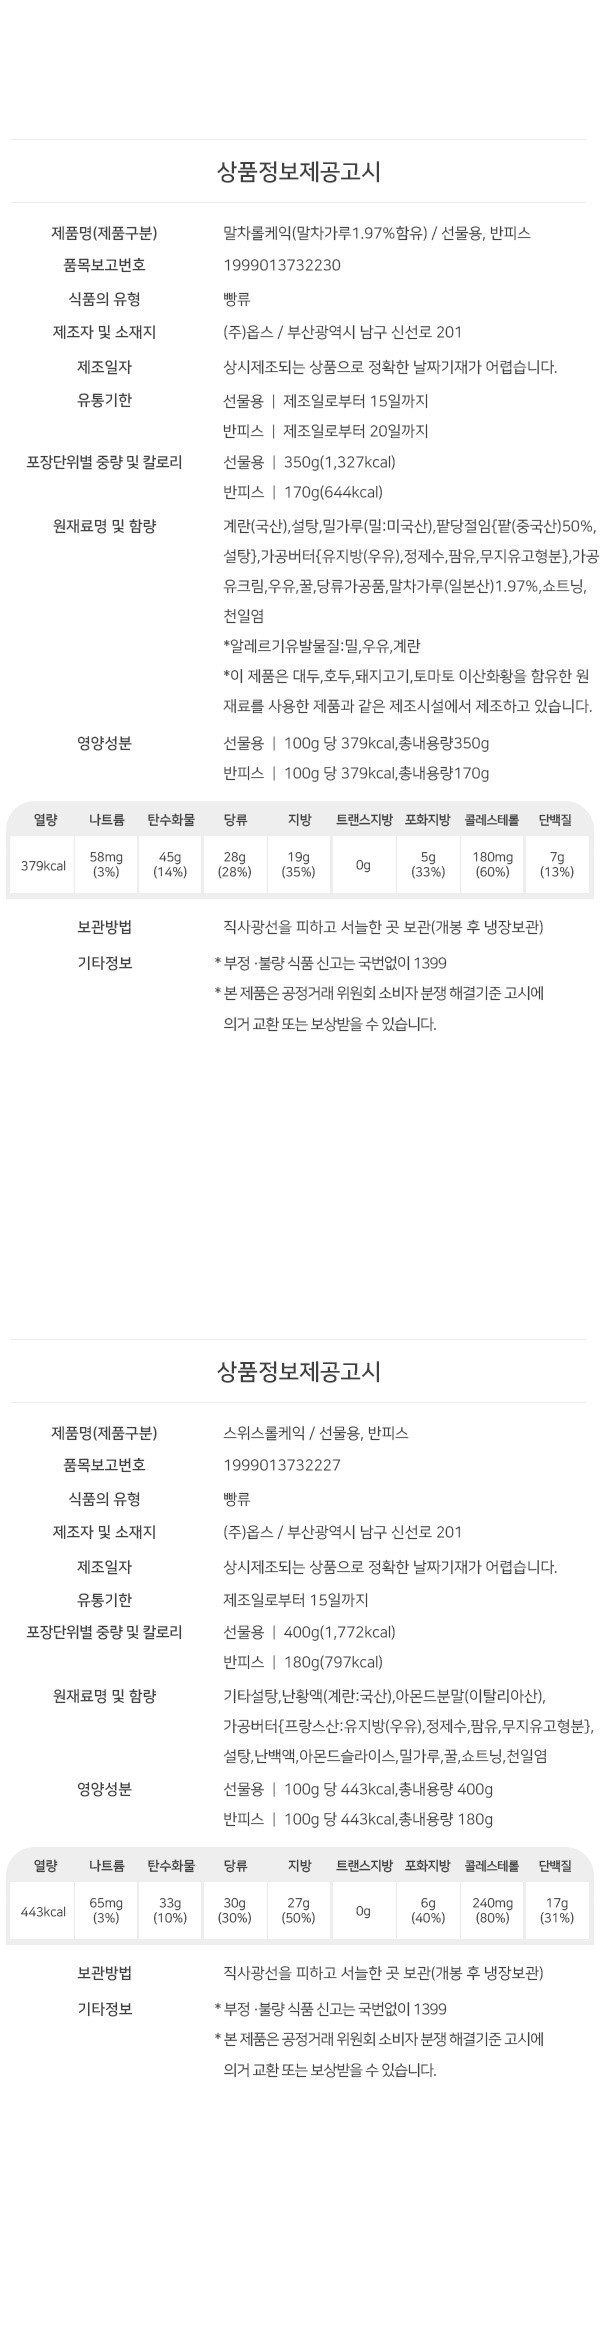 상품정보제공고시
제품명(제품구분) 말차롤케익(말차가루1.97%함유) / 선물용, 반피스
품목보고번호 1999013732230
식품의 유형 빵류
제조자 및 소재지 (주)옵스 / 부산광역시 남구 신선로 201
제조일자 상시제조되는 상품으로 정확한 날짜기재가 어렵습니다.
유통기한 선물용 | 제조일로부터 15일까지
반피스 | 제조일로부터 20일까지
포장단위별 중량 및 칼로리 선물용 | 350g(1,327kcal)
반피스 | 170g(644kcal)
원재료명 및 함량 계란(국산),설탕,밀가루(밀:미국산),팥당절임{팥(중국산)50%,
설탕},가공버터{유지방(우유),정제수,팜유,무지유고형분},가공
유크림,우유,꿀,당류가공품,말차가루(일본산)1.97%,쇼트닝,
천일염
*알레르기유발물질:밀,우유,계란
*이 제품은 대두,호두,돼지고기,토마토 이산화황을 함유한 원
재료를 사용한 제품과 같은 제조시설에서 제조하고 있습니다.
영양성분 선물용 | 100g 당 379kcal,총내용량350g
반피스 | 100g 당 379kcal,총내용량170g
열량 나트륨 탄수화물 당류 지방 트랜스지방 포화지방 콜레스테롤 단백질
379kcal 58mg 45g 28g 19g 0g 5g 180mg 7g
(3%) (14%) (28%) (35%) (33%) (60%) (13%)
보관방법 직사광선을 피하고 서늘한 곳 보관(개봉 후 냉장보관)
기타정보 * 부정 ·불량 식품 신고는 국번없이 1399
* 본 제품은 공정거래 위원회 소비자 분쟁 해결기준 고시에
의거 교환 또는 보상받을 수 있습니다.
상품정보제공고시
제품명(제품구분) 스위스롤케익 / 선물용, 반피스
품목보고번호 1999013732227
식품의 유형 빵류
제조자 및 소재지 (주)옵스 / 부산광역시 남구 신선로 201
제조일자 상시제조되는 상품으로 정확한 날짜기재가 어렵습니다.
유통기한 제조일로부터 15일까지
포장단위별 중량 및 칼로리 선물용 | 400g(1,772kcal)
반피스 | 180g(797kcal)
원재료명 및 함량 기타설탕,난황액(계란:국산),아몬드분말(이탈리아산),
가공버터{프랑스산:유지방(우유),정제수,팜유,무지유고형분},
설탕,난백액,아몬드슬라이스,밀가루,꿀,쇼트닝,천일염
영양성분 선물용 | 100g 당 443kcal,총내용량 400g
반피스 | 100g 당 443kcal,총내용량 180g
열량 나트륨 탄수화물 당류 지방 트랜스지방 포화지방 콜레스테롤 단백질
443kcal 65mg 33g 30g 27g 0g 6g 240mg 17g
(3%) (10%) (30%) (50%) (40%) (80%) (31%)
보관방법 직사광선을 피하고 서늘한 곳 보관(개봉 후 냉장보관)
기타정보 * 부정 ·불량 식품 신고는 국번없이 1399
* 본 제품은 공정거래 위원회 소비자 분쟁 해결기준 고시에
의거 교환 또는 보상받을 수 있습니다.